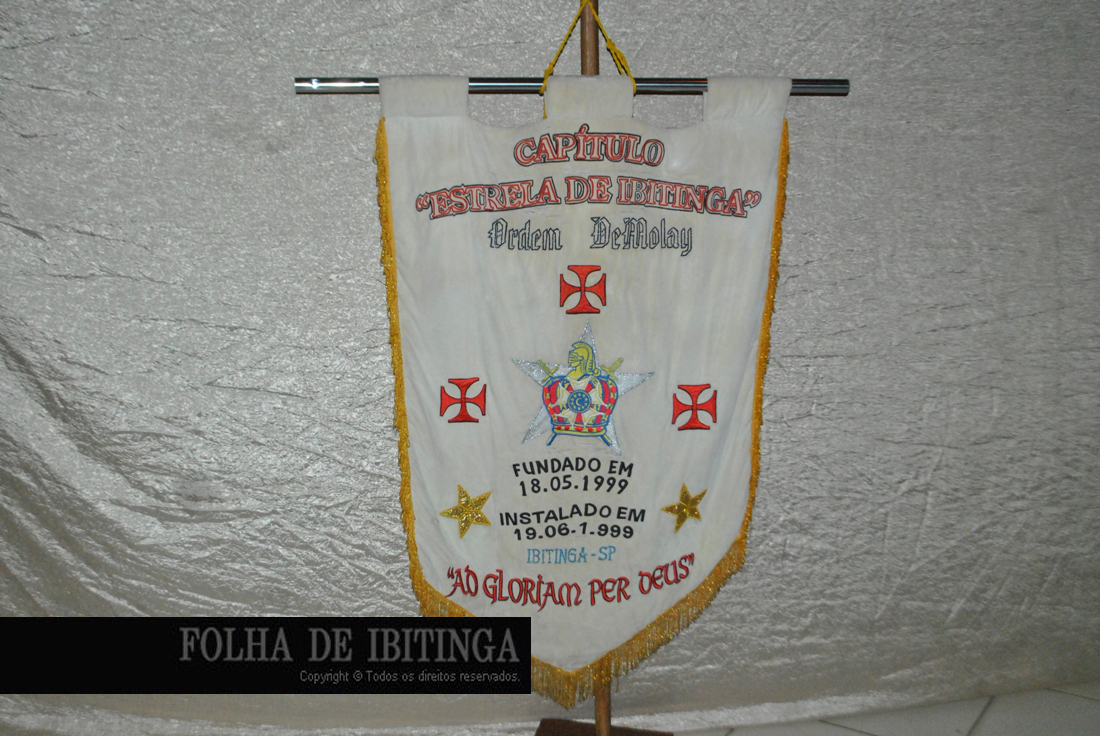 CAPÍTULO
“ESTRELA DE IBITINGA”
Ordem DeMolay
FUNDADO EM
18.05.1999
INSTALADO EM
19.06.1.999
IBITINGA-SP
“AD GLORIAM PER DEUS”
FOLHA DE IBITINGA
Copyright © Todos os direitos reservados.